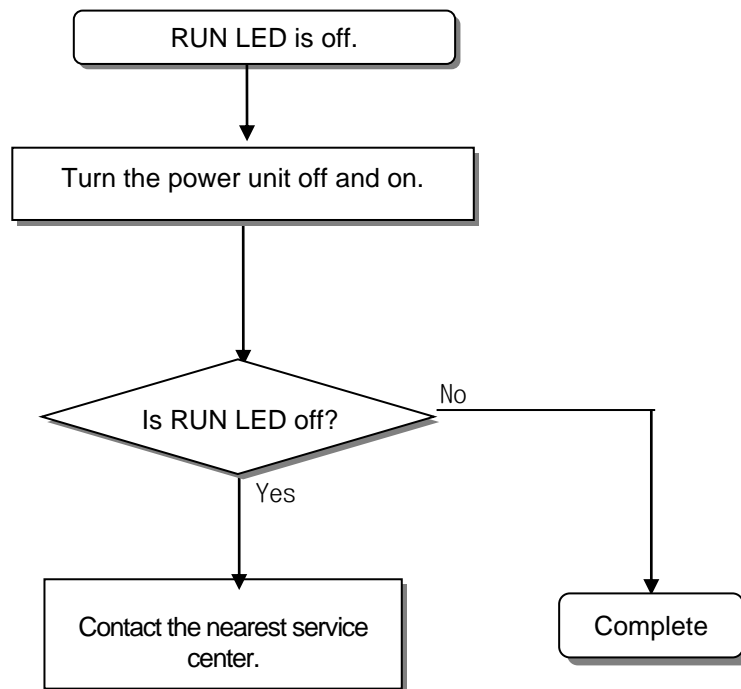 RUN LED is off.
Turn the power unit off and on.
Is RUN LED off?
No
Yes
Contact the nearest service
center.
Complete